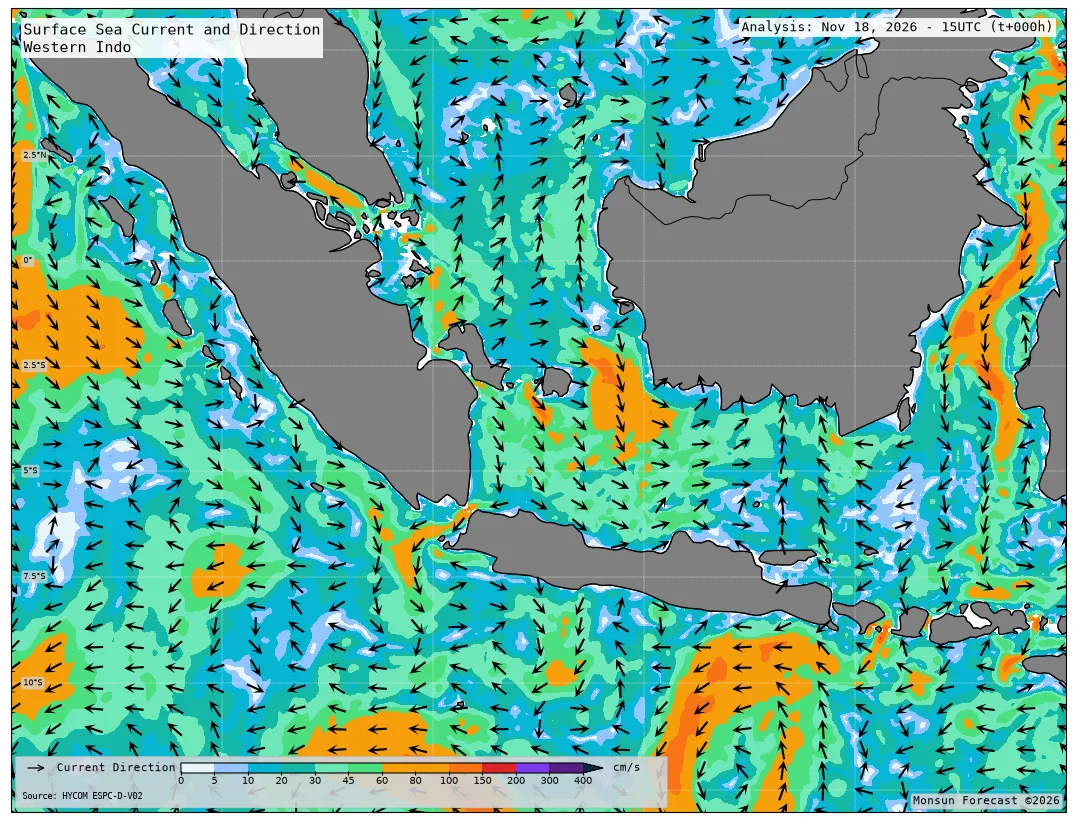 Surface Sea Current and Direction
Western Indo
Analysis: Nov 18, 2026 - 15UTC (t+000h)
2.5°N
0°
2.5°S
5°S
7.5°S
10°S
Current Direction
0 5 10 20 30 45 60 80 100 150 200 300 400 cm/s
Source: HYCOM ESPC-D-V02
Monsun Forecast ©2026